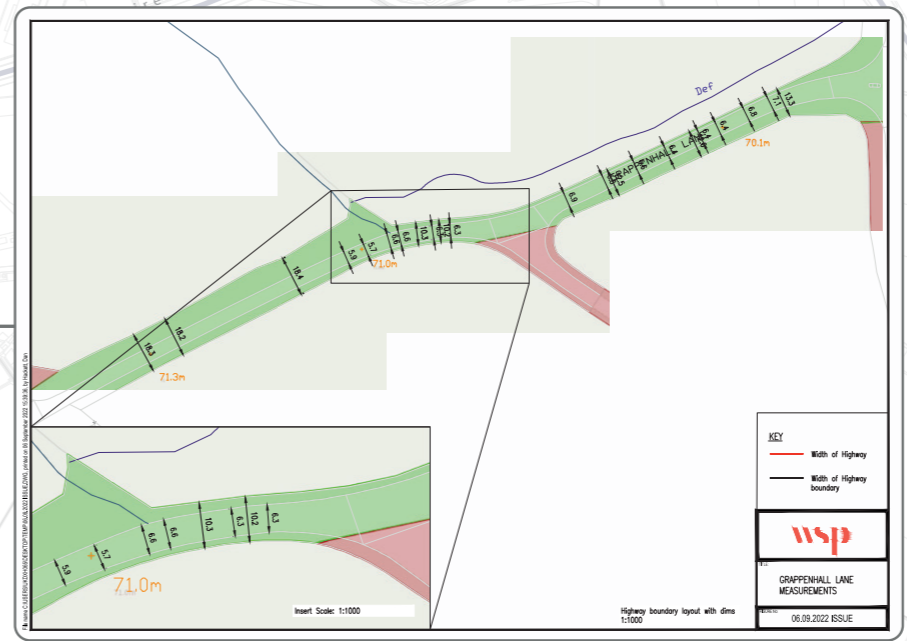 Def
GRAPPENHALL LANE
13.3
7.1
6.8
6.4
70.1m
6.4
6.9
6.3
10.2
6.3
10.3
6.6
6.6
5.7
5.9
71.0m
18.4
18.2
18.3
71.3m
6.6
6.6
10.3
6.3
10.2
6.3
5.7
5.9
71.0m
Insert Scale: 1:1000
Highway boundary layout with dims
1:1000
KEY
Width of Highway
Width of Highway
boundary
wsp
TITLE
GRAPPENHALL LANE
MEASUREMENTS
06.09.2022 ISSUE